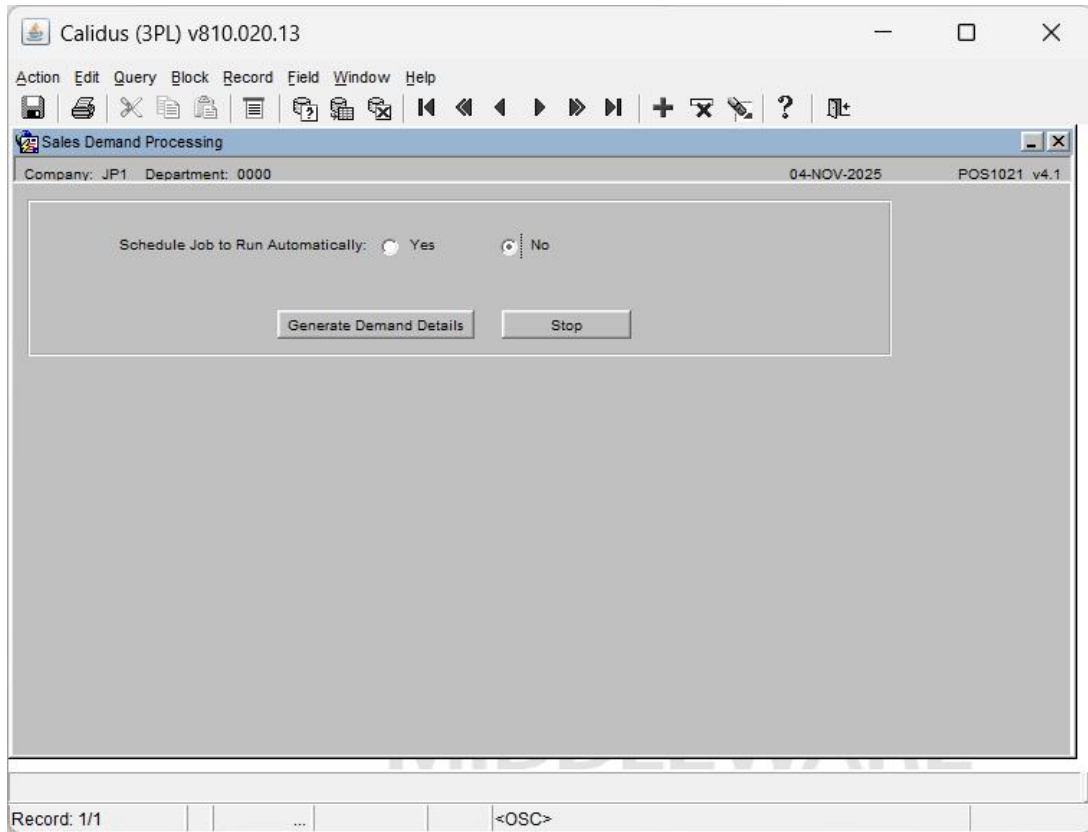 Calidus (3PL) v810.020.13
Action Edit Query Block Record Field Window Help
Sales Demand Processing
Company: JP1 Department: 0000 04-NOV-2025 POS1021 v4.1
Schedule Job to Run Automatically: Yes No
Generate Demand Details Stop
MIDDLEWARE
Record: 1/1 ... <OSC>